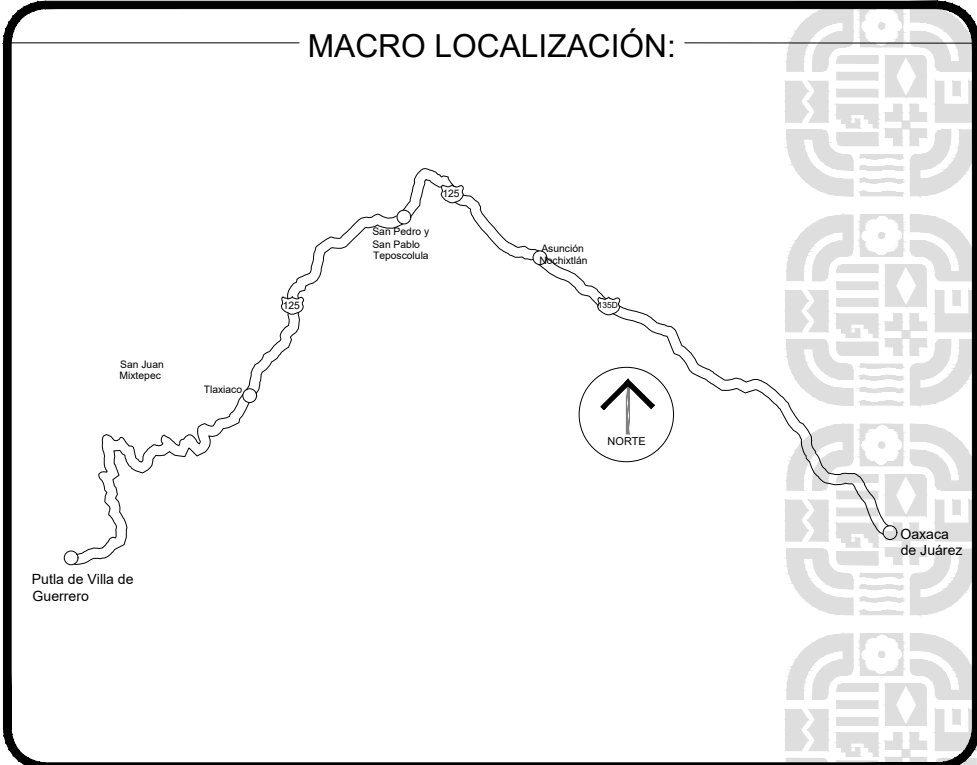 MACRO LOCALIZACIÓN:
125
San Pedro y
San Pablo
Teposcolula
Asunción
Nochixtlán
125
135D
San Juan
Mixtepec
Tlaxiaco
NORTE
Oaxaca
de Juárez
Putla de Villa de
Guerrero